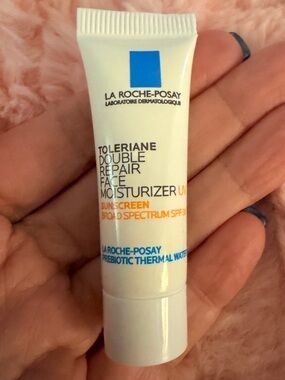 LA ROCHE-POSAY
LABORATOIRE DERMATOLOGIQUE
TOLERIANE
DOUBLE
REPAIR
FACE
MOISTURIZER UV
SUNSCREEN
BROAD SPECTRUM SPF
LA ROCHE-POSAY
PREBIOTIC THERMAL WATER